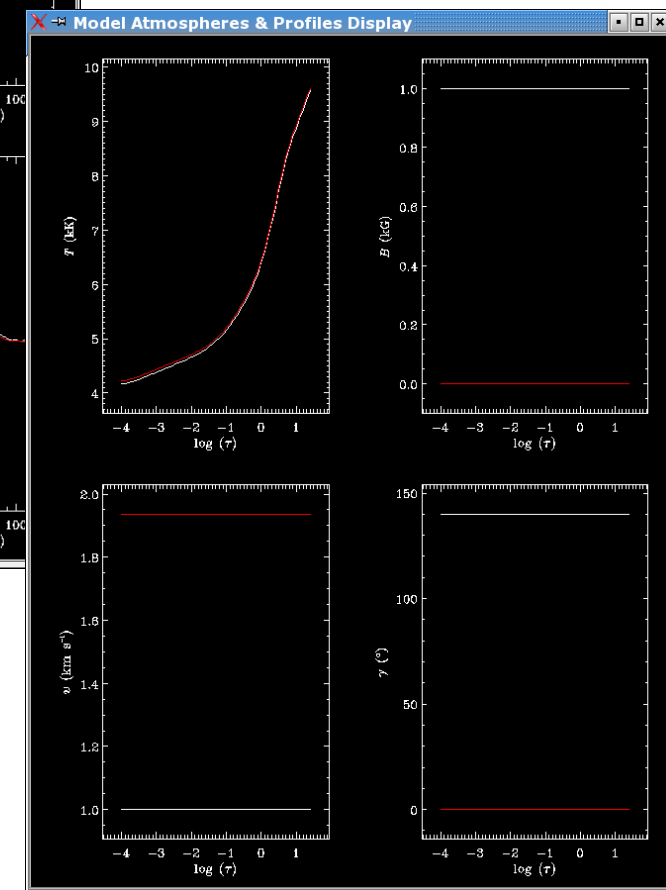 Model Atmospheres & Profiles Display
100
)
100
)
10
9
8
7
6
5
4
T (kK)
-4 -3 -2 -1 0 1
log (τ)
1.0
0.8
0.6
0.4
0.2
0.0
B (kG)
-4 -3 -2 -1 0 1
log (τ)
2.0
1.8
1.6
1.4
1.2
1.0
υ (km s⁻¹)
-4 -3 -2 -1 0 1
log (τ)
150
100
50
0
γ (°)
-4 -3 -2 -1 0 1
log (τ)